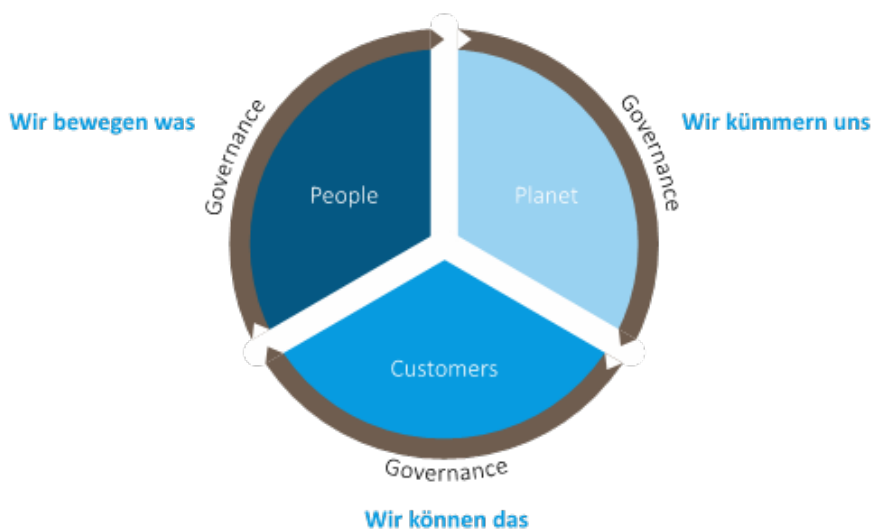 Wir bewegen was
Governance
People
Governance
Planet
Wir kümmern uns
Customers
Governance
Wir können das